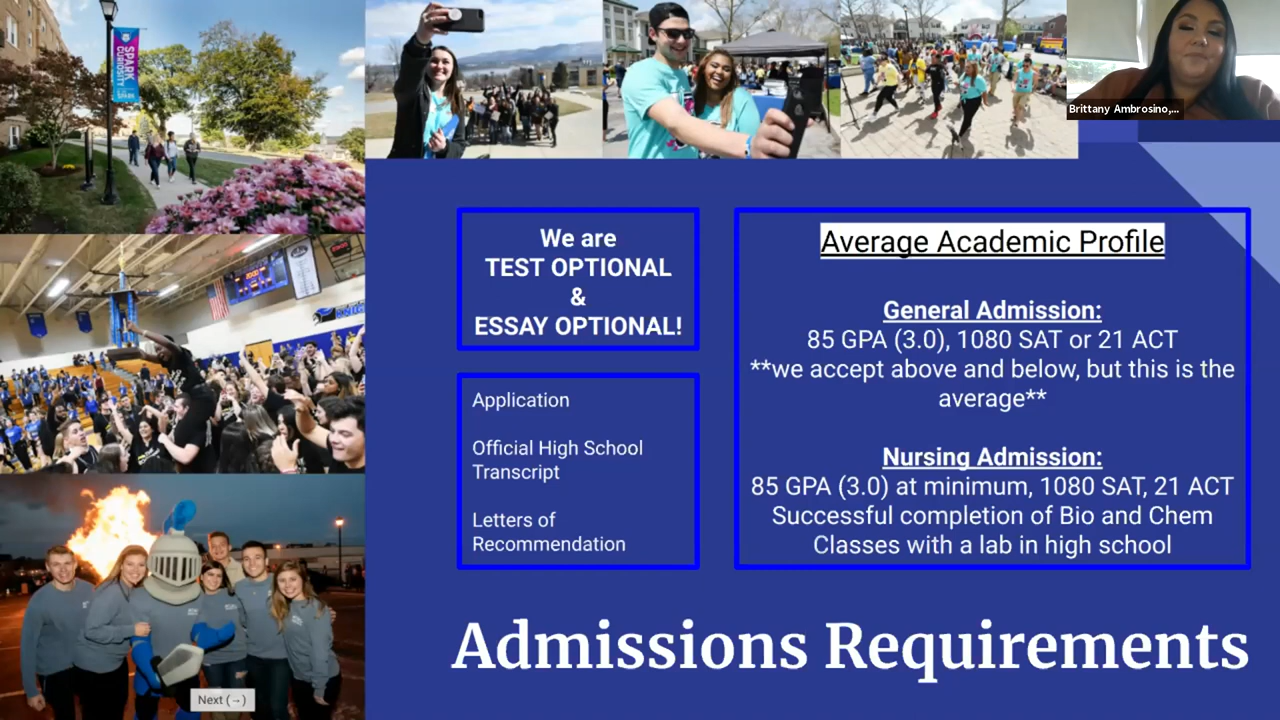 SPARK
CURIOSITY
Brittany Ambrosino,...
We are
TEST OPTIONAL
&
ESSAY OPTIONAL!
Application
Official High School
Transcript
Letters of
Recommendation
Average Academic Profile
General Admission:
85 GPA (3.0), 1080 SAT or 21 ACT
**we accept above and below, but this is the
average**
Nursing Admission:
85 GPA (3.0) at minimum, 1080 SAT, 21 ACT
Successful completion of Bio and Chem
Classes with a lab in high school
Admissions Requirements
Next (→)